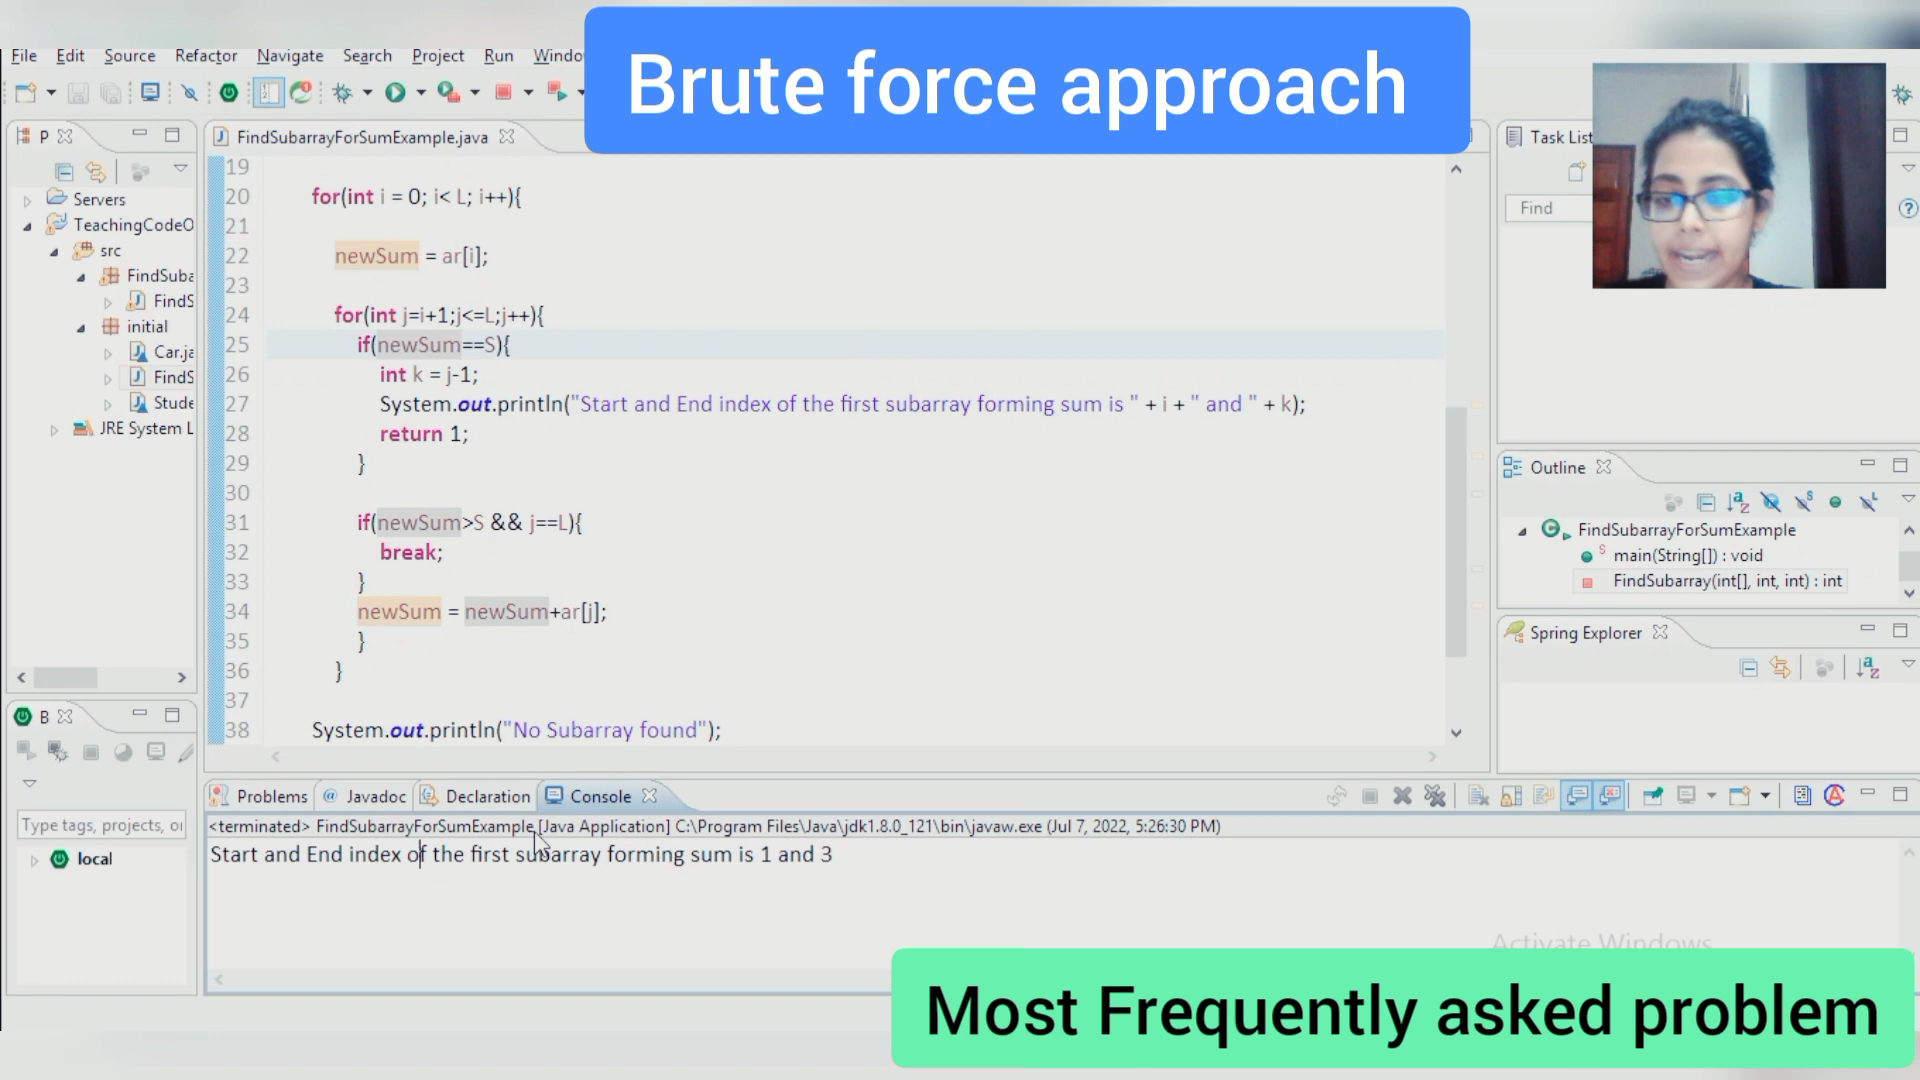 Brute force approach
File Edit Source Refactor Navigate Search Project Run Windo
P
FindSubarrayForSumExample.java
Task List
Find
Servers
TeachingCodeO
src
FindSuba
FindS
initial
Car.ja
FindS
Stude
JRE System L
19
20 for(int i = 0; i< L; i++){
21
22 newSum = ar[i];
23
24 for(int j=i+1;j<=L;j++){
25 if(newSum==S){
26 int k = j-1;
27 System.out.println("Start and End index of the first subarray forming sum is " + i + " and " + k);
28 return 1;
29 }
30
31 if(newSum>S && j==L){
32 break;
33 }
34 newSum = newSum+ar[j];
35 }
36 }
37
38 System.out.println("No Subarray found");
Outline
FindSubarrayForSumExample
main(String[]) : void
FindSubarray(int[], int, int) : int
Spring Explorer
B
Type tags, projects, or
local
Problems Javadoc Declaration Console
<terminated> FindSubarrayForSumExample [Java Application] C:\Program Files\Java\jdk1.8.0_121\bin\javaw.exe (Jul 7, 2022, 5:26:30 PM)
Start and End index of the first subarray forming sum is 1 and 3
Activate Windows
Most Frequently asked problem